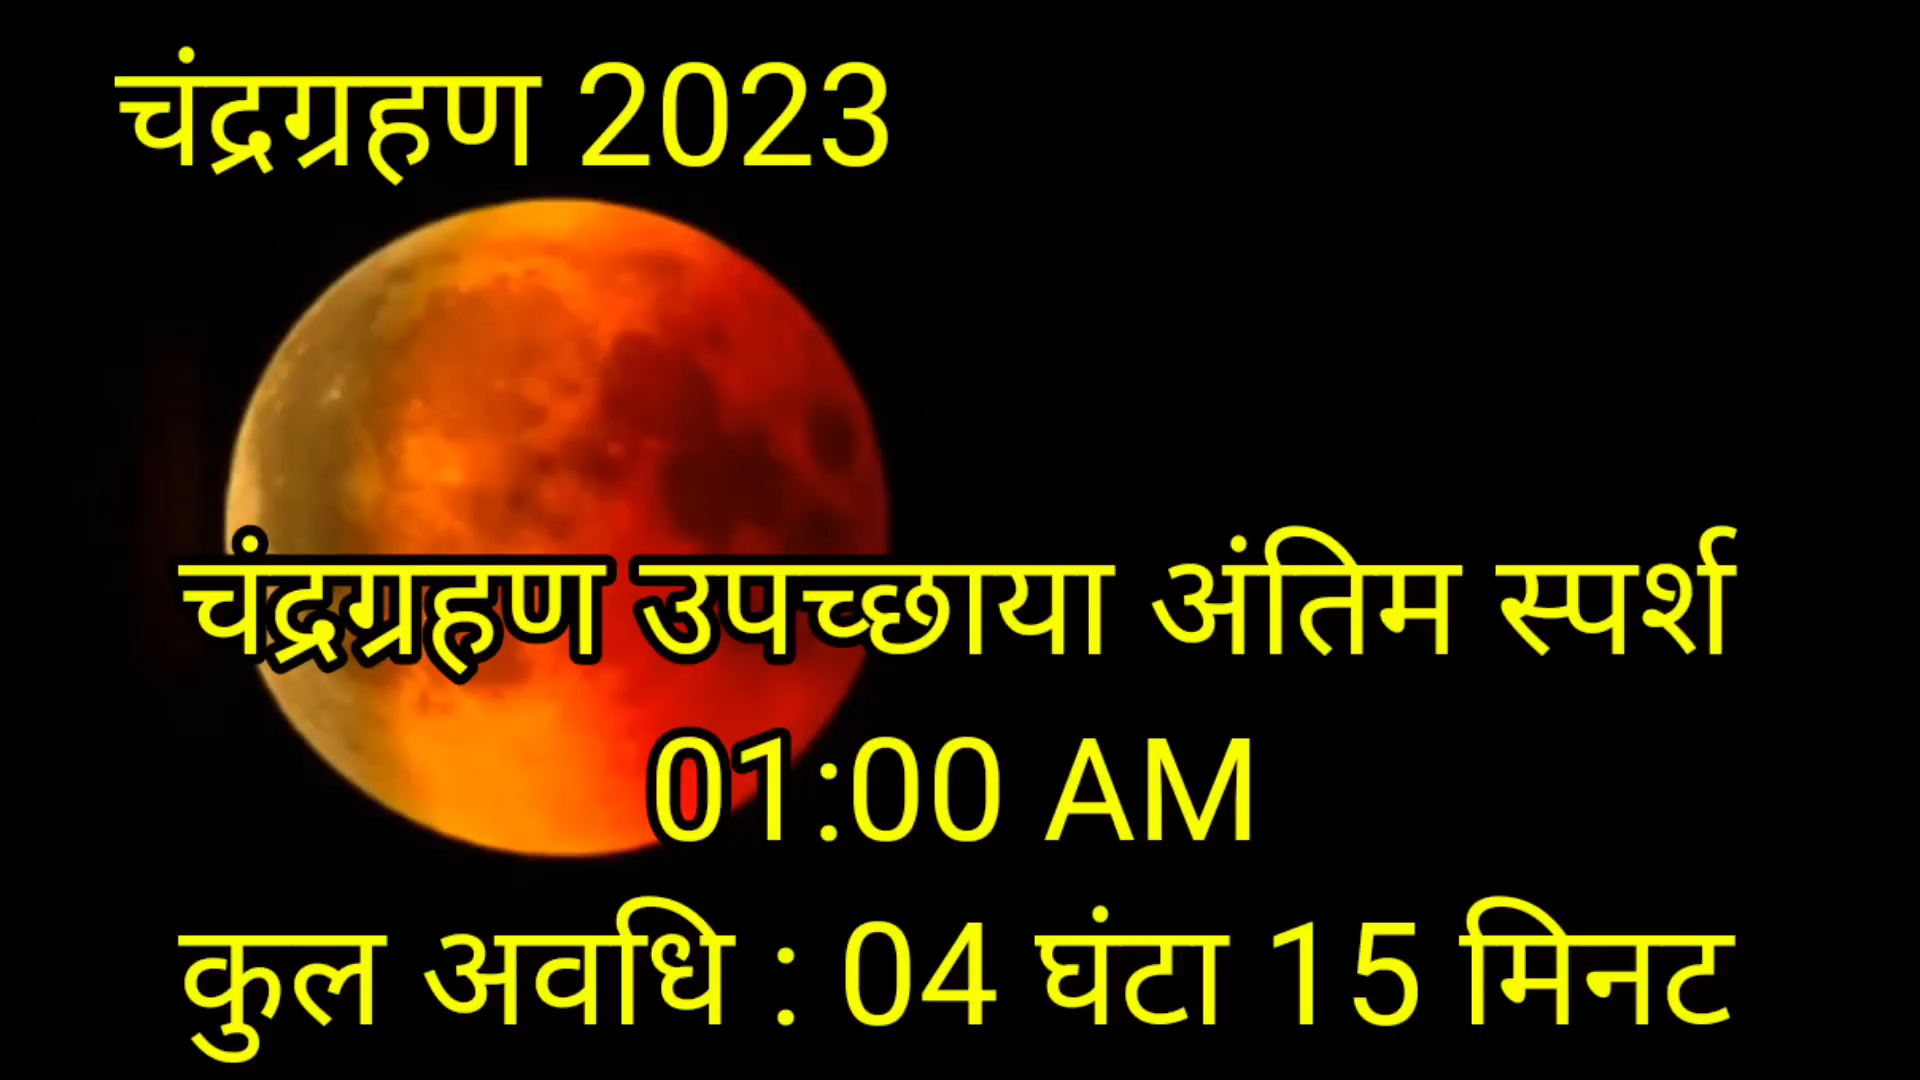 चंद्रग्रहण 2023
चंद्रग्रहण उपच्छाया अंतिम स्पर्श
01:00 AM
कुल अवधि : 04 घंटा 15 मिनट